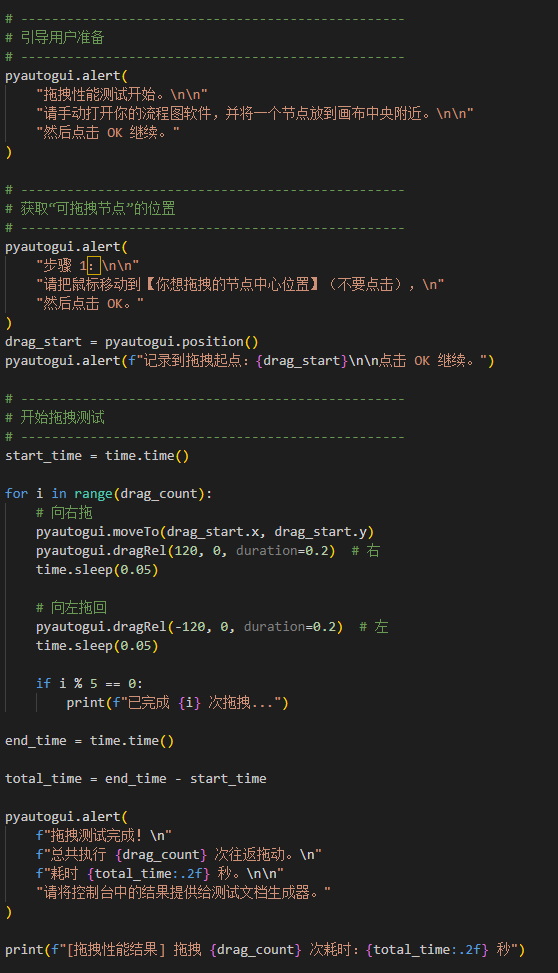 # --------------------------------------------------
# 引导用户准备
# --------------------------------------------------
pyautogui.alert(
    "拖拽性能测试开始。\n\n"
    "请手动打开你的流程图软件，并将一个节点放到画布中央附近。\n\n"
    "然后点击 OK 继续。"
)
# --------------------------------------------------
# 获取“可拖拽节点”的位置
# --------------------------------------------------
pyautogui.alert(
    "步骤 1：\n\n"
    "请把鼠标移动到【你想拖拽的节点中心位置】（不要点击），\n"
    "然后点击 OK。"
)
drag_start = pyautogui.position()
pyautogui.alert(f"记录到拖拽起点：{drag_start}\n\n点击 OK 继续。")
# --------------------------------------------------
# 开始拖拽测试
# --------------------------------------------------
start_time = time.time()
for i in range(drag_count):
    # 向右拖
    pyautogui.moveTo(drag_start.x, drag_start.y)
    pyautogui.dragRel(120, 0, duration=0.2)  # 右
    time.sleep(0.05)
    # 向左拖回
    pyautogui.dragRel(-120, 0, duration=0.2)  # 左
    time.sleep(0.05)
    if i % 5 == 0:
        print(f"已完成 {i} 次拖拽...")
end_time = time.time()
total_time = end_time - start_time
pyautogui.alert(
    f"拖拽测试完成！\n"
    f"总共执行 {drag_count} 次往返拖动。\n"
    f"耗时 {total_time:.2f} 秒。\n\n"
    "请将控制台中的结果提供给测试文档生成器。"
)
print(f"[拖拽性能结果] 拖拽 {drag_count} 次耗时：{total_time:.2f} 秒")